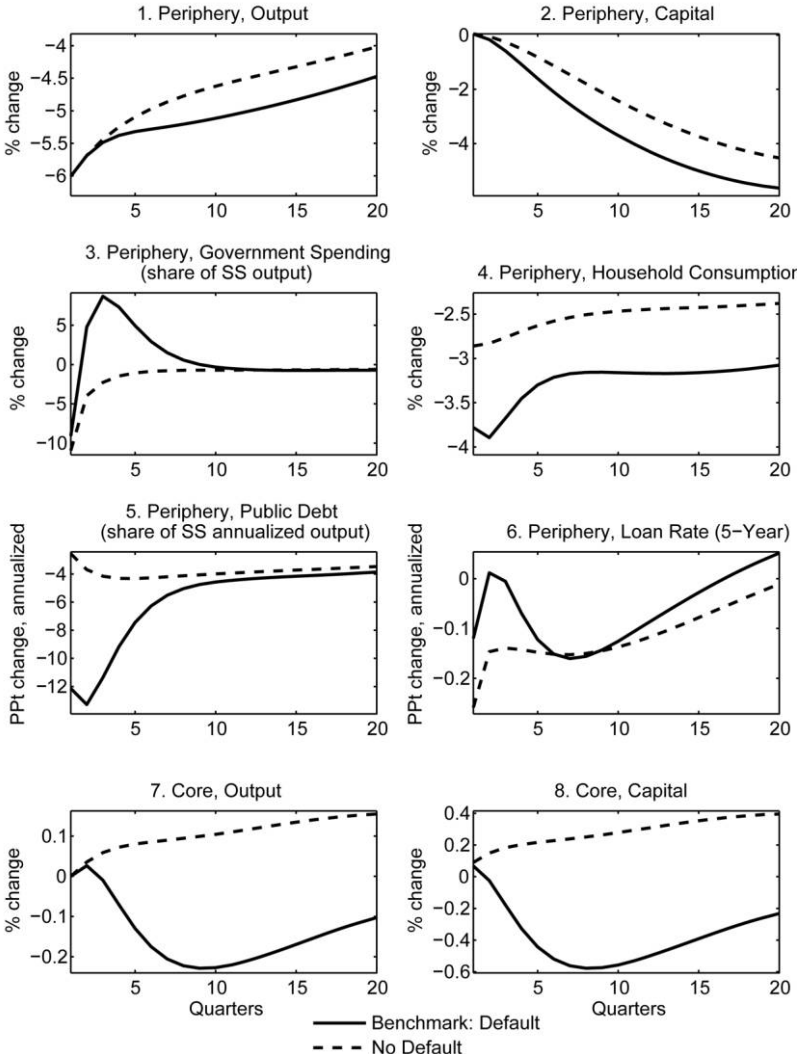 1. Periphery, Output
% change
−4
−4.5
−5
−5.5
−6
5 10 15 20
2. Periphery, Capital
% change
0
−2
−4
5 10 15 20
3. Periphery, Government Spending
(share of SS output)
% change
5
0
−5
−10
5 10 15 20
4. Periphery, Household Consumption
% change
−2.5
−3
−3.5
−4
5 10 15 20
5. Periphery, Public Debt
(share of SS annualized output)
PPt change, annualized
−4
−6
−8
−10
−12
5 10 15 20
6. Periphery, Loan Rate (5−Year)
PPt change, annualized
0
−0.1
−0.2
5 10 15 20
7. Core, Output
% change
0.1
0
−0.1
−0.2
5 10 15 20
Quarters
8. Core, Capital
% change
0.4
0.2
0
−0.2
−0.4
−0.6
5 10 15 20
Quarters
Benchmark: Default
No Default